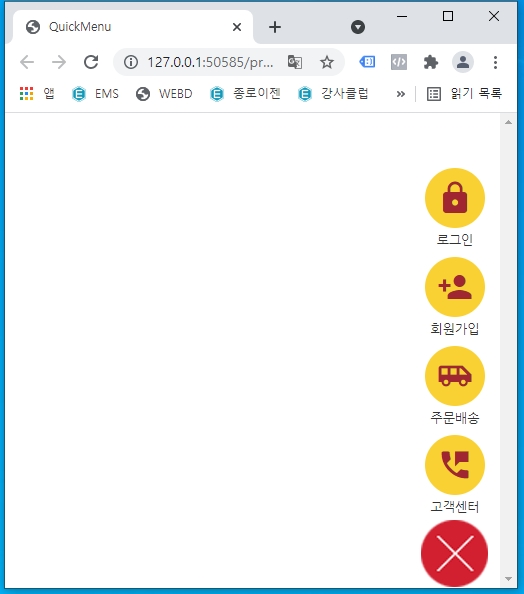 QuickMenu
127.0.0.1:50585/pr...
앱 EMS WEBD 종로이젠 강사클럽 » 읽기 목록
로그인
회원가입
주문배송
고객센터